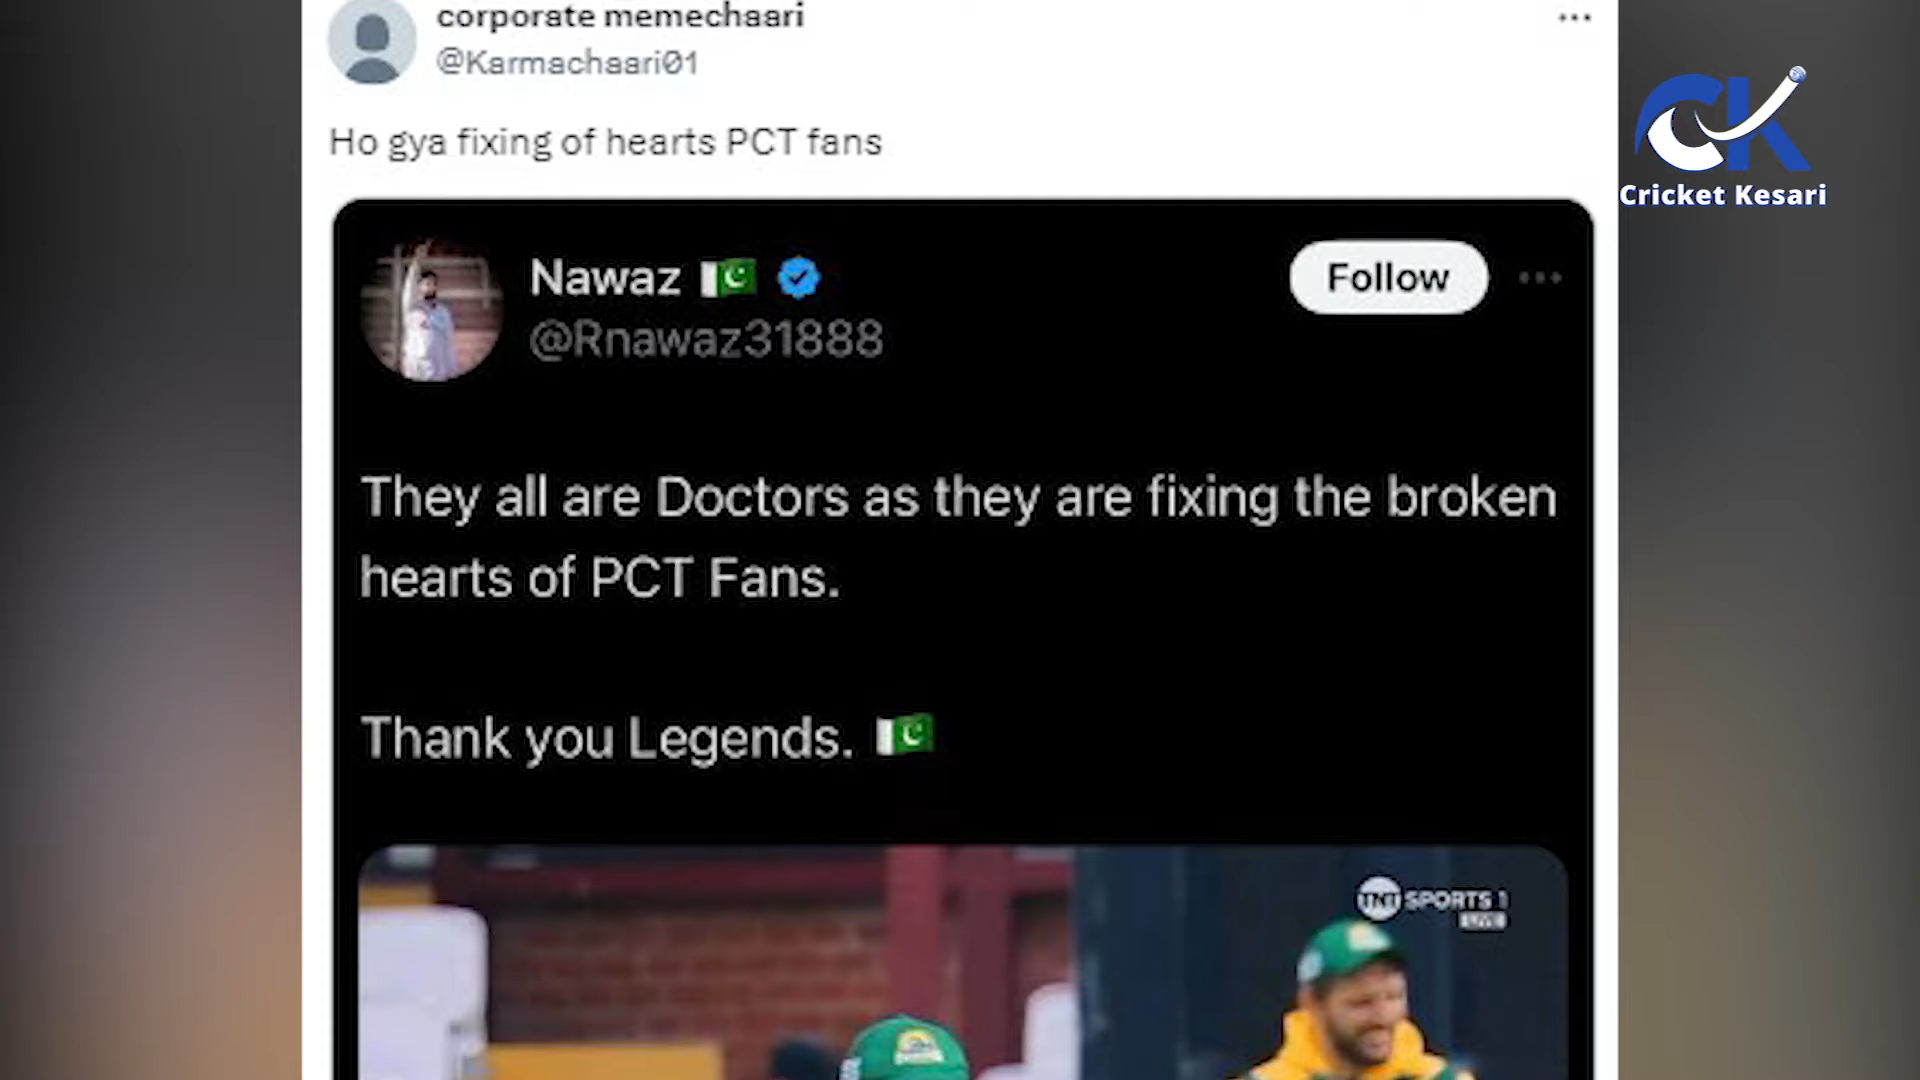 corporate memechaari
@Karmachaari01
Ho gya fixing of hearts PCT fans
Cricket Kesari
Nawaz
@Rnawaz31888
Follow
They all are Doctors as they are fixing the broken
hearts of PCT Fans.
Thank you Legends.
TNT SPORTS 1